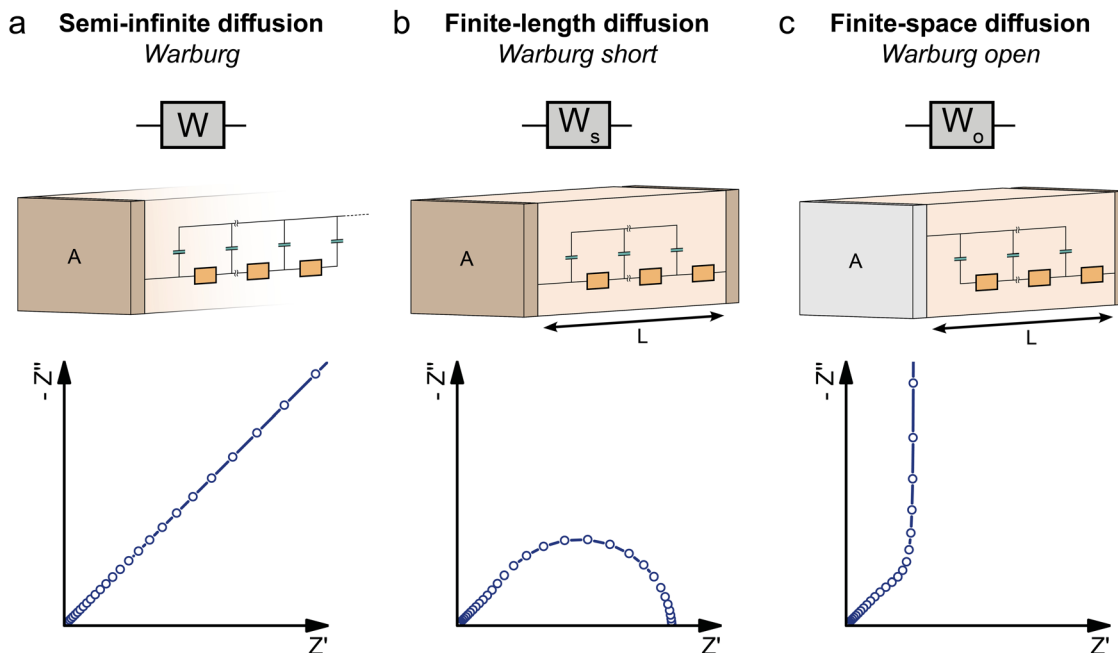 a Semi-infinite diffusion
Warburg
W
A
-Z"
Z'
b Finite-length diffusion
Warburg short
Ws
A
L
-Z"
Z'
c Finite-space diffusion
Warburg open
Wo
A
L
-Z"
Z'